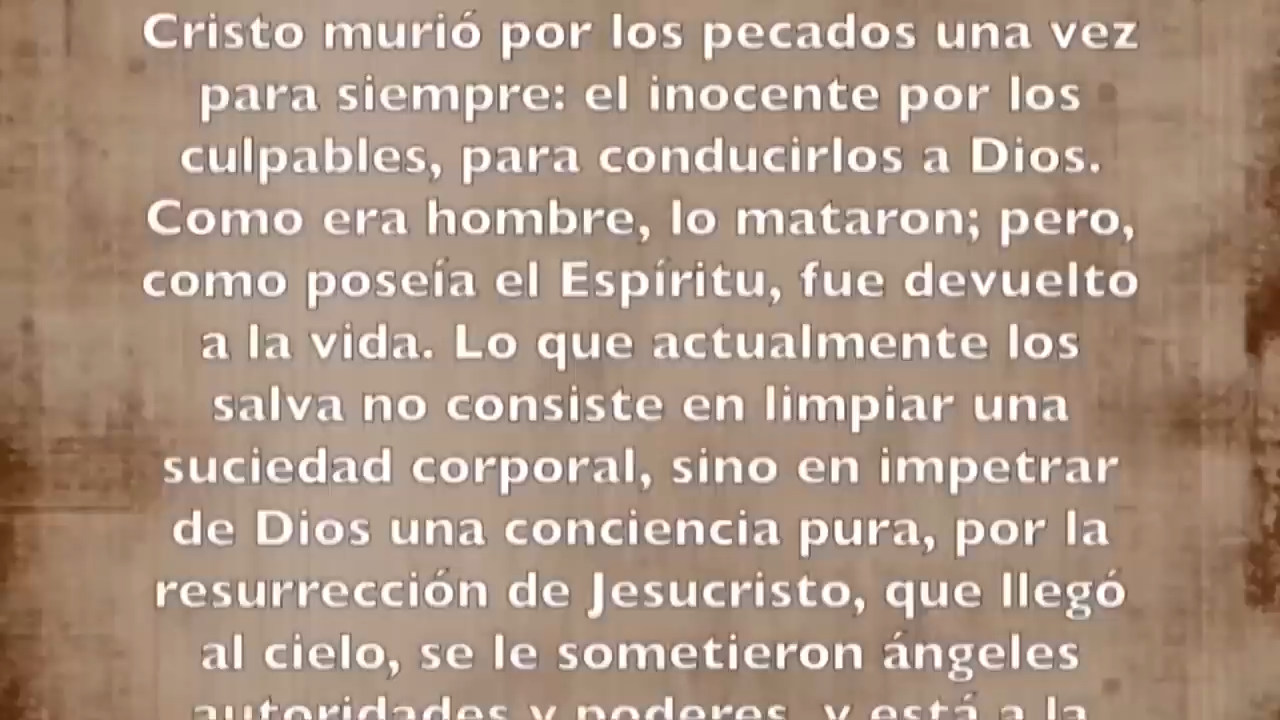 Cristo murió por los pecados una vez
para siempre: el inocente por los
culpables, para conducirlos a Dios.
Como era hombre, lo mataron; pero,
como poseía el Espíritu, fue devuelto
a la vida. Lo que actualmente los
salva no consiste en limpiar una
suciedad corporal, sino en impetrar
de Dios una conciencia pura, por la
resurrección de Jesucristo, que llegó
al cielo, se le sometieron ángeles
autoridades y poderes, y está a la